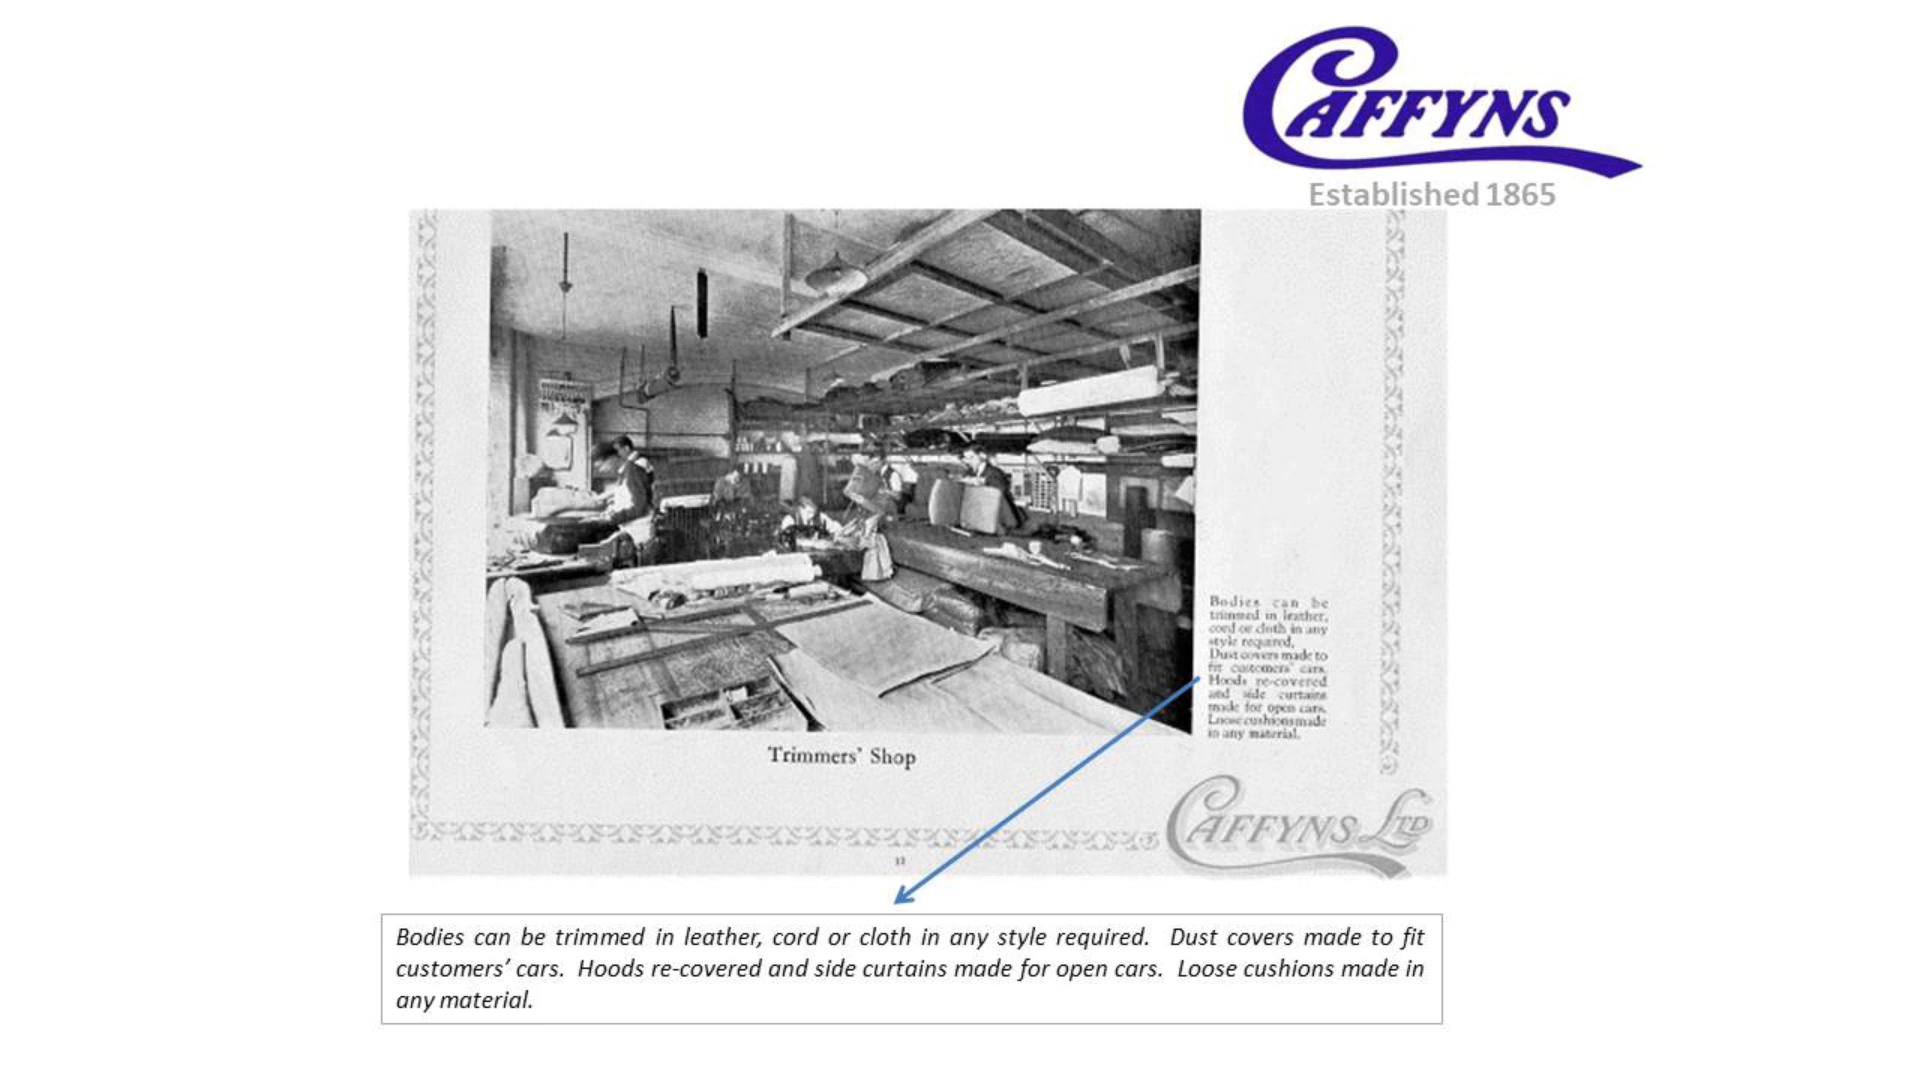 CAFFYNS
Established 1865
Bodies can be
trimmed in leather,
cord or cloth in any
style required.
Dust covers made to
fit customers' cars.
Hoods re-covered
and side curtains
made for open cars.
Loose cushions made
in any material.
Trimmers' Shop
CAFFYNS LTD
Bodies can be trimmed in leather, cord or cloth in any style required. Dust covers made to fit
customers’ cars. Hoods re-covered and side curtains made for open cars. Loose cushions made in
any material.